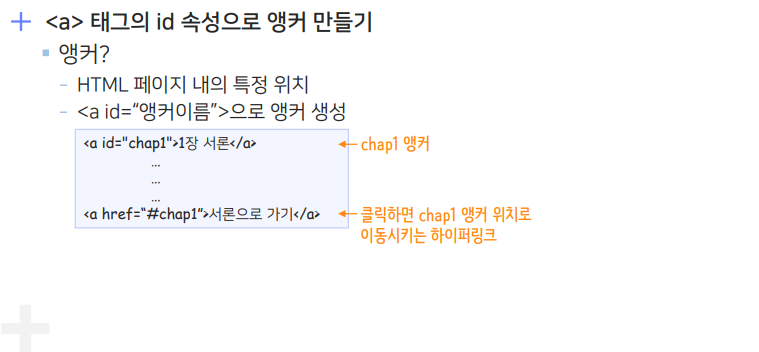 <a> 태그의 id 속성으로 앵커 만들기
앵커?
- HTML 페이지 내의 특정 위치
- <a id=“앵커이름”>으로 앵커 생성
<a id="chap1">1장 서론</a>
chap1 앵커
...
...
...
<a href=“#chap1”>서론으로 가기</a>
클릭하면 chap1 앵커 위치로
이동시키는 하이퍼링크